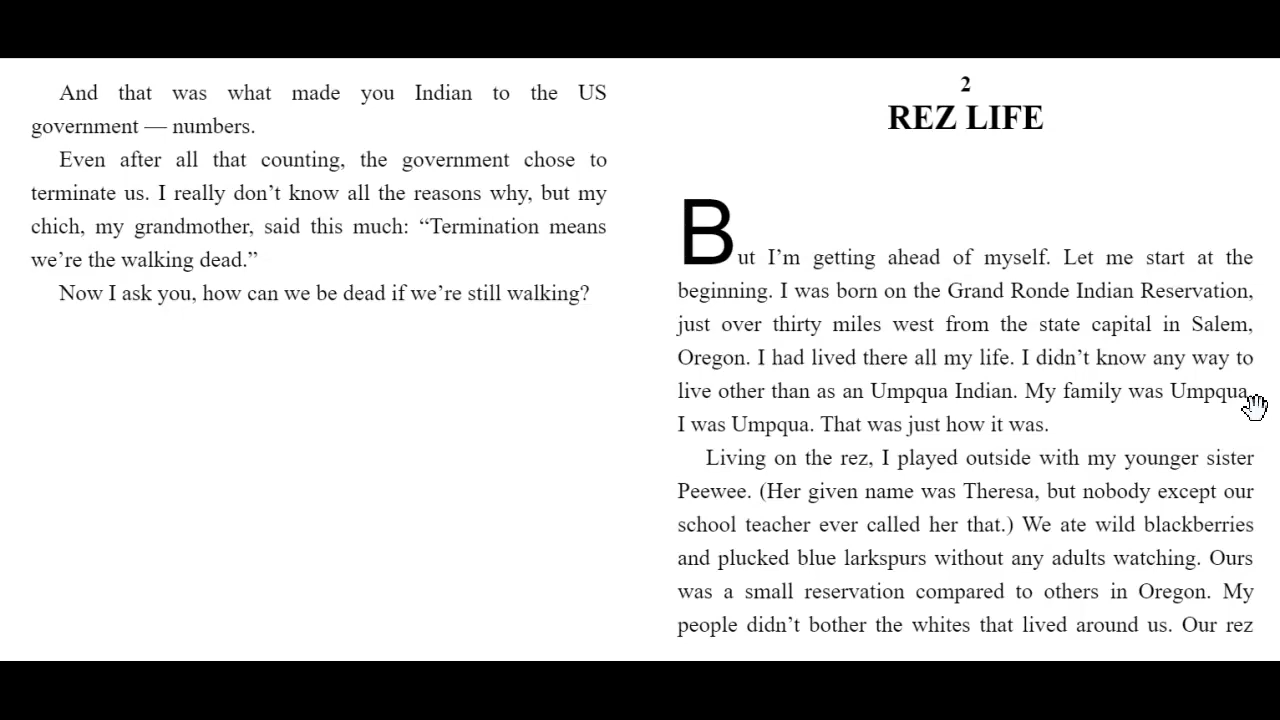 And that was what made you Indian to the US
government — numbers.
Even after all that counting, the government chose to
terminate us. I really don’t know all the reasons why, but my
chich, my grandmother, said this much: “Termination means
we’re the walking dead.”
Now I ask you, how can we be dead if we’re still walking?
2
REZ LIFE
But I’m getting ahead of myself. Let me start at the
beginning. I was born on the Grand Ronde Indian Reservation,
just over thirty miles west from the state capital in Salem,
Oregon. I had lived there all my life. I didn’t know any way to
live other than as an Umpqua Indian. My family was Umpqua.
I was Umpqua. That was just how it was.
Living on the rez, I played outside with my younger sister
Peewee. (Her given name was Theresa, but nobody except our
school teacher ever called her that.) We ate wild blackberries
and plucked blue larkspurs without any adults watching. Ours
was a small reservation compared to others in Oregon. My
people didn’t bother the whites that lived around us. Our rez